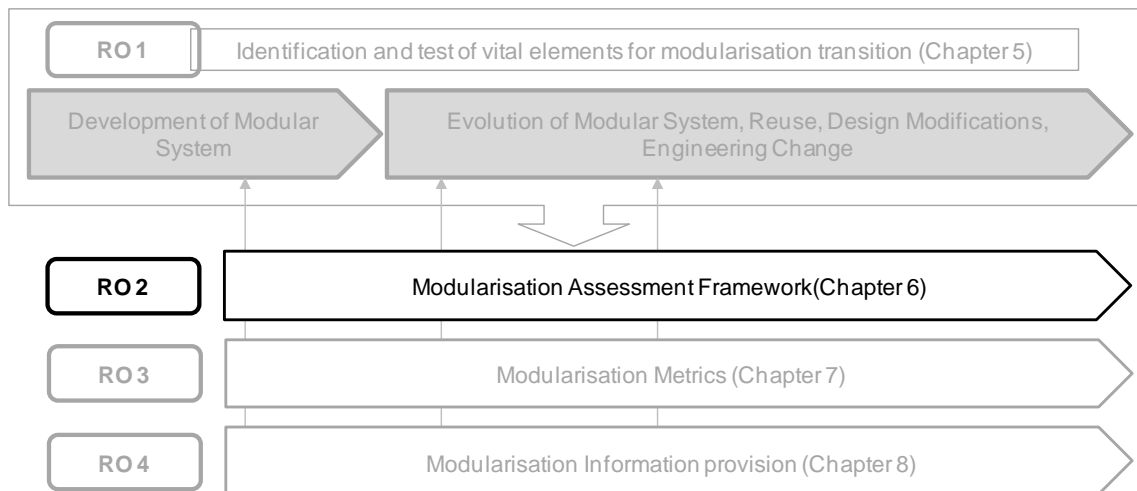 RO1
Identification and test of vital elements for modularisation transition (Chapter 5)
Development of Modular
System
Evolution of Modular System, Reuse, Design Modifications,
Engineering Change
RO2
Modularisation Assessment Framework(Chapter 6)
RO3
Modularisation Metrics (Chapter 7)
RO4
Modularisation Information provision (Chapter 8)